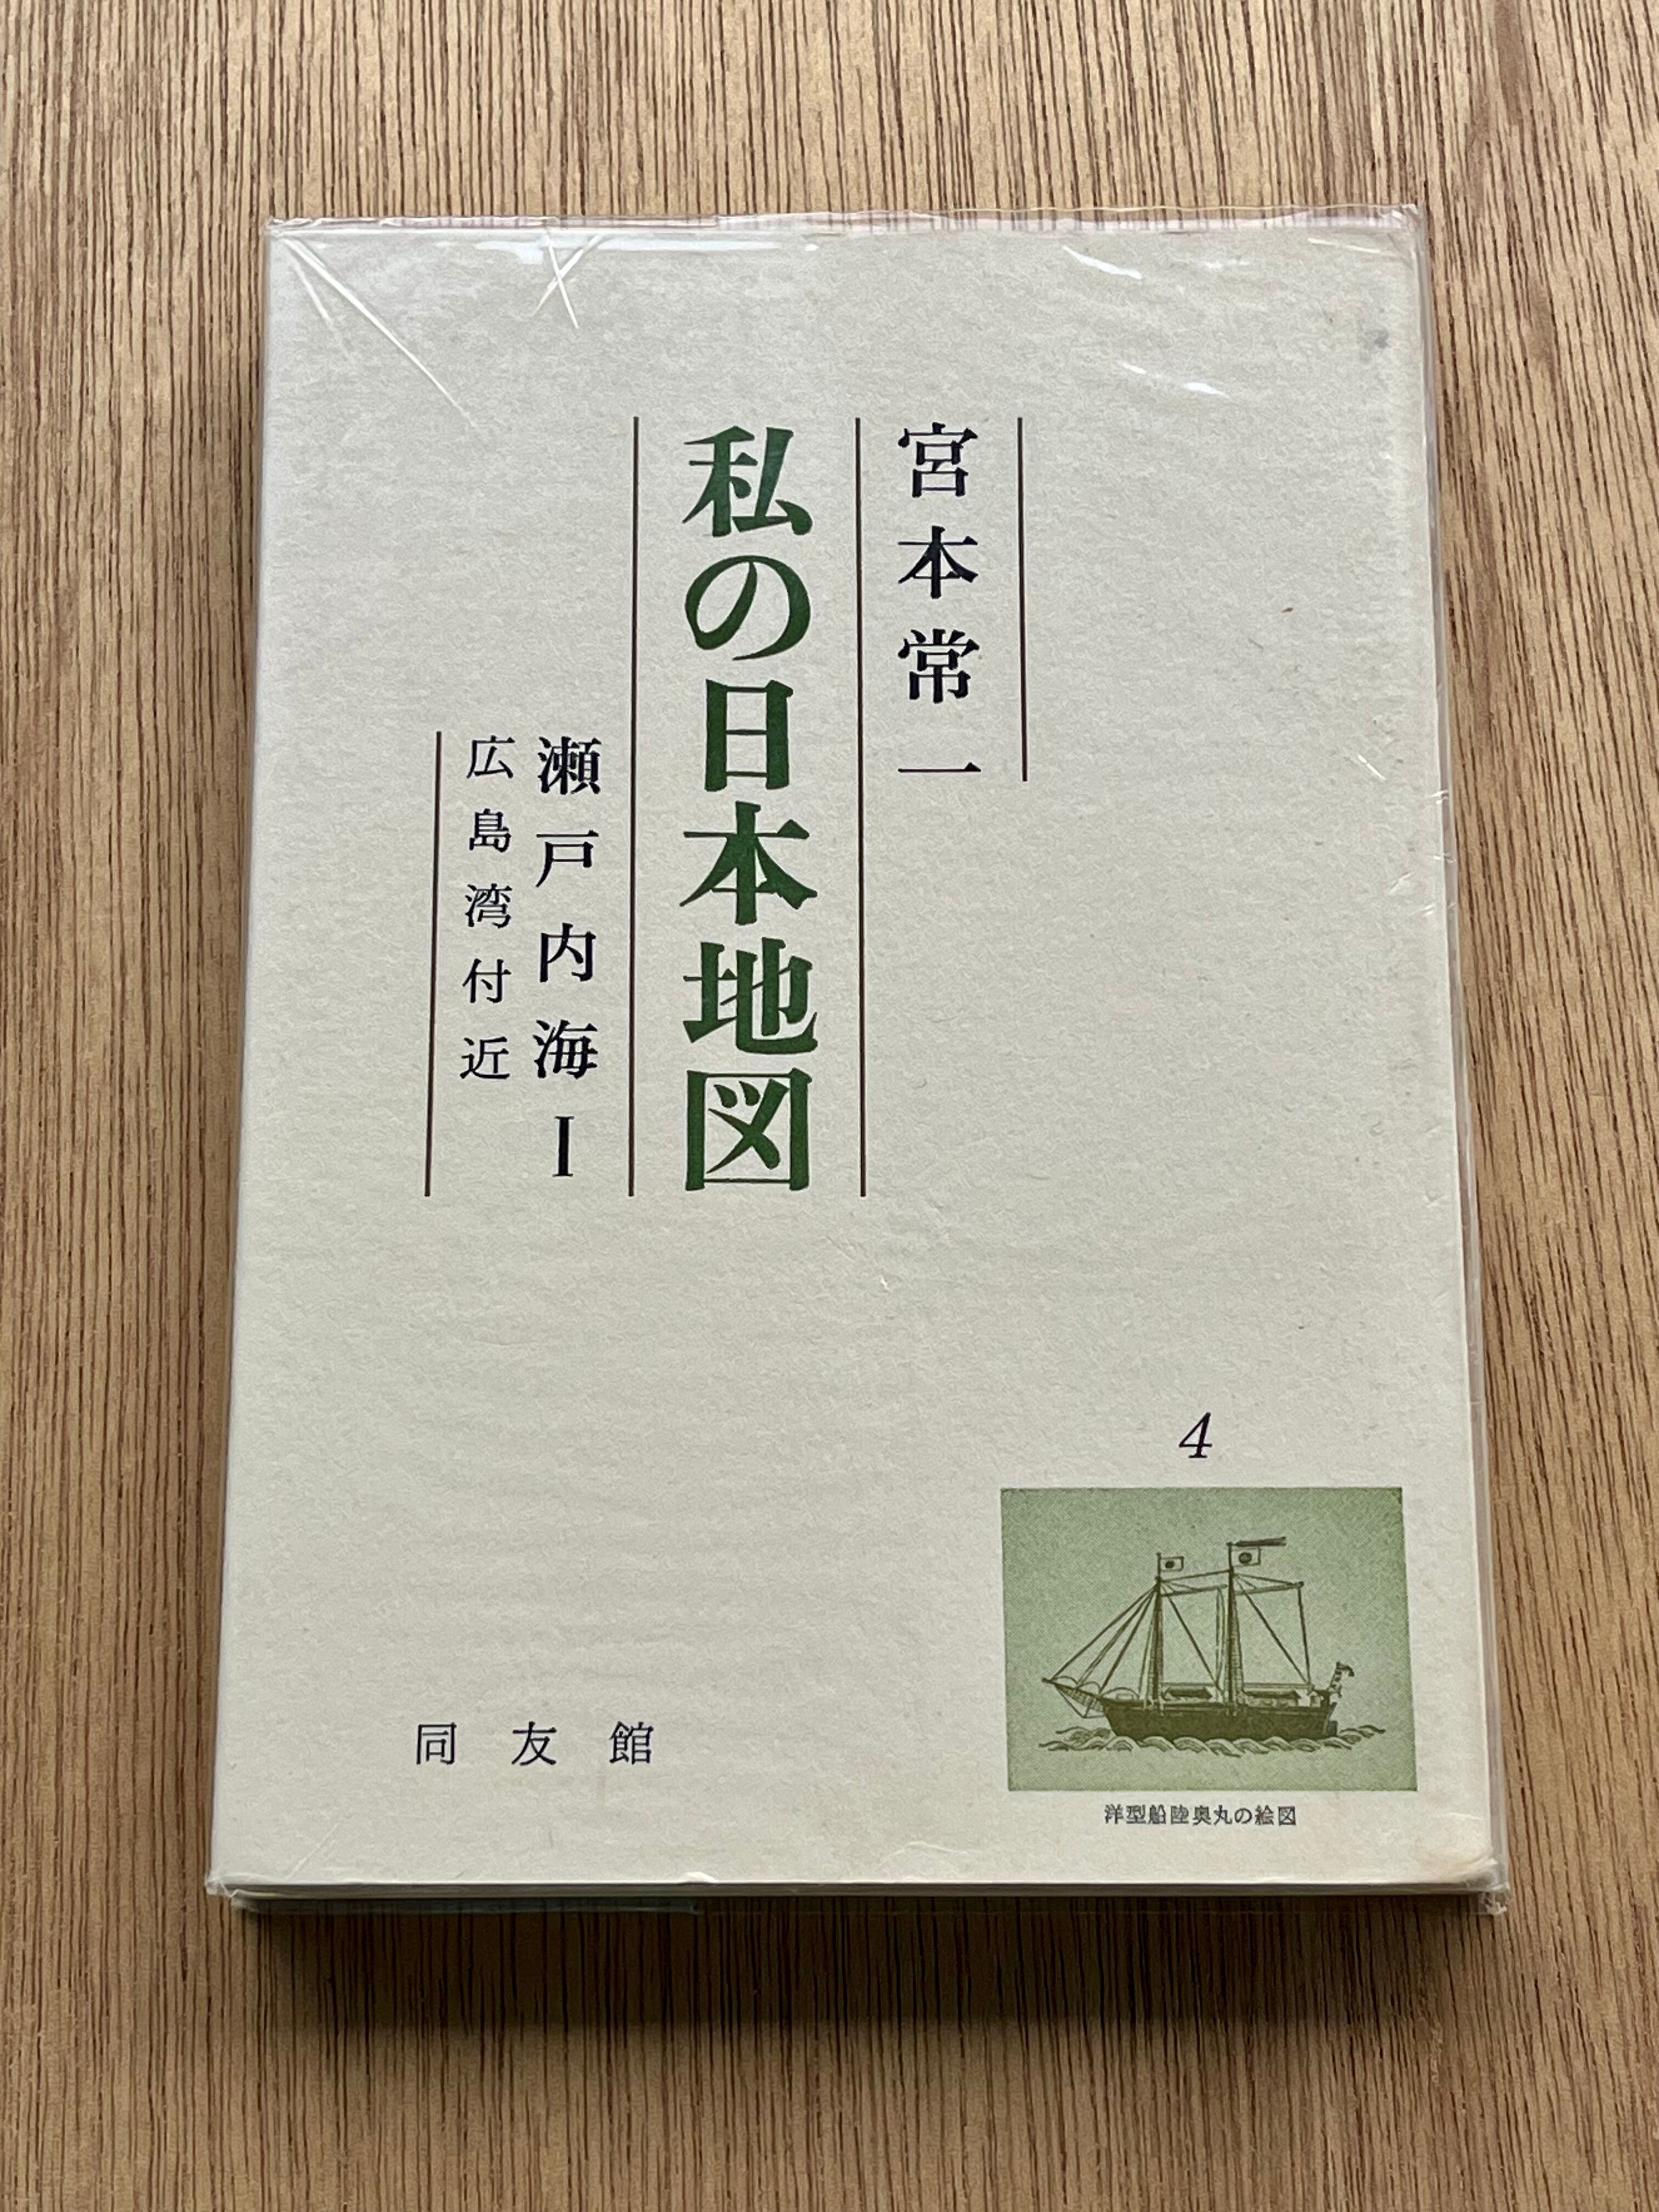 宮本常一
私の日本地図
瀬戸内海Ⅰ
広島湾付近
4
洋型船陸奥丸の絵図
同友館